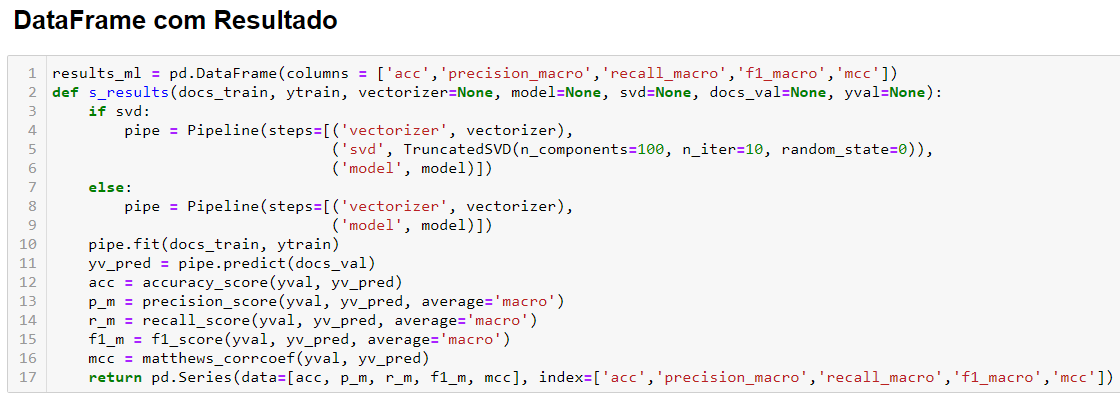 DataFrame com Resultado
1 results_ml = pd.DataFrame(columns = ['acc','precision_macro','recall_macro','f1_macro','mcc'])
2 def s_results(docs_train, ytrain, vectorizer=None, model=None, svd=None, docs_val=None, yval=None):
3     if svd:
4         pipe = Pipeline(steps=[('vectorizer', vectorizer),
5                                ('svd', TruncatedSVD(n_components=100, n_iter=10, random_state=0)),
6                                ('model', model)])
7     else:
8         pipe = Pipeline(steps=[('vectorizer', vectorizer),
9                                ('model', model)])
10     pipe.fit(docs_train, ytrain)
11     yv_pred = pipe.predict(docs_val)
12     acc = accuracy_score(yval, yv_pred)
13     p_m = precision_score(yval, yv_pred, average='macro')
14     r_m = recall_score(yval, yv_pred, average='macro')
15     f1_m = f1_score(yval, yv_pred, average='macro')
16     mcc = matthews_corrcoef(yval, yv_pred)
17     return pd.Series(data=[acc, p_m, r_m, f1_m, mcc], index=['acc','precision_macro','recall_macro','f1_macro','mcc'])